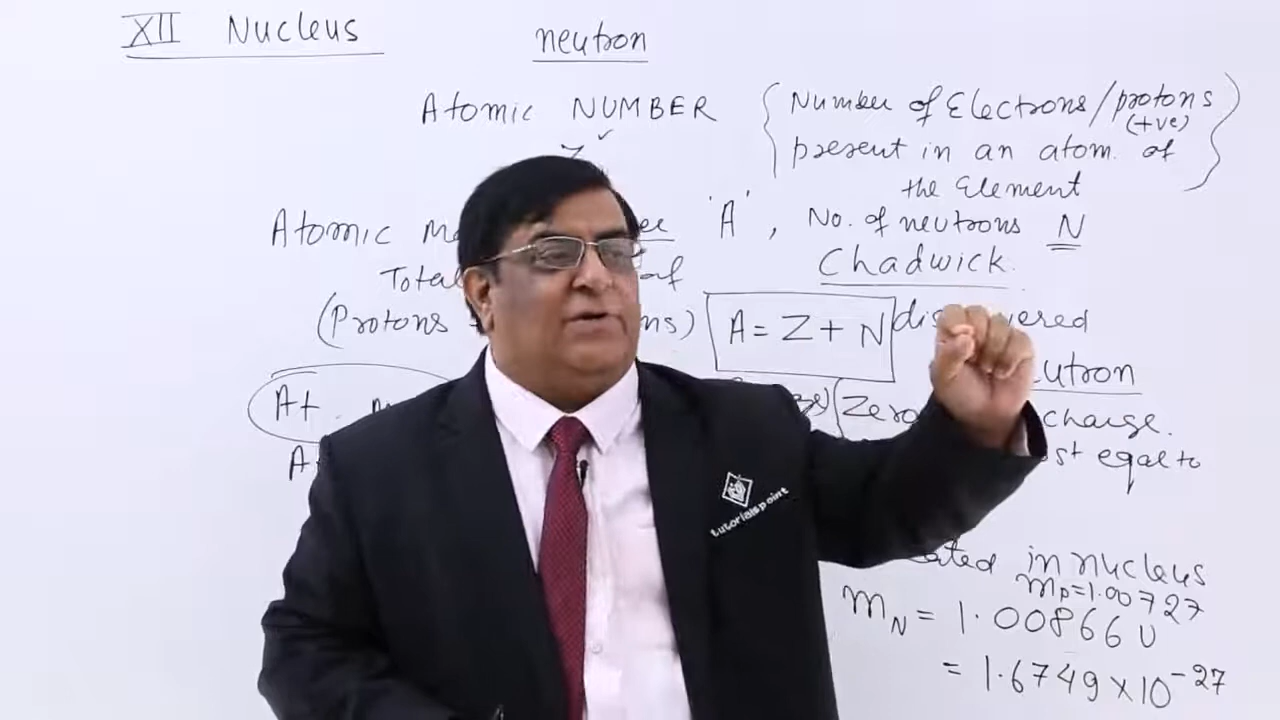 XII Nucleus
neutron
Atomic NUMBER
Z
{ Number of Electrons/protons
(+ve)
present in an atom of
the Element }
Atomic
'A', No. of neutrons N
Chadwick.
Total of
(Protons
A = Z + N
At.
Zero charge.
equal to
in nucleus
mp=1.00727
mN = 1.00866 U
= 1.6749 × 10⁻²⁷
tutorialspoint